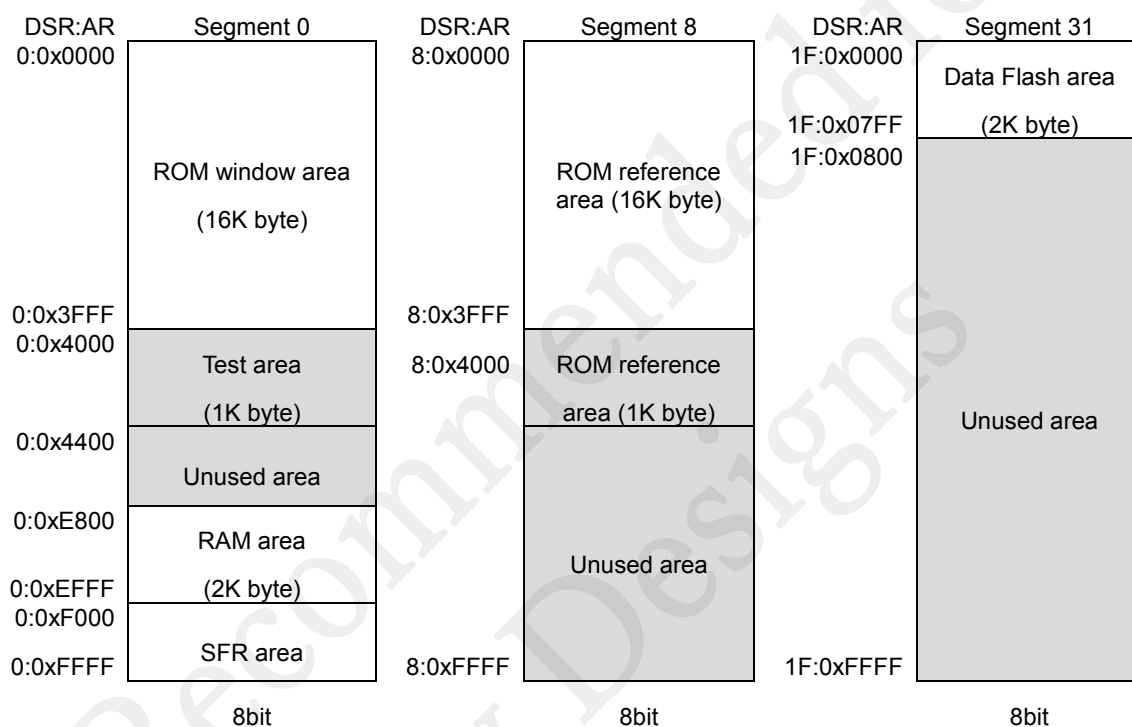 DSR:AR
Segment 0
0:0x0000
ROM window area
(16K byte)
0:0x3FFF
0:0x4000
Test area
(1K byte)
0:0x4400
Unused area
0:0xE800
RAM area
0:0xEFFF
(2K byte)
0:0xF000
SFR area
0:0xFFFF
8bit
DSR:AR
Segment 8
8:0x0000
ROM reference
area (16K byte)
8:0x3FFF
8:0x4000
ROM reference
area (1K byte)
Unused area
8:0xFFFF
8bit
DSR:AR
Segment 31
1F:0x0000
Data Flash area
1F:0x07FF
(2K byte)
1F:0x0800
Unused area
1F:0xFFFF
8bit
Recommended
Designs